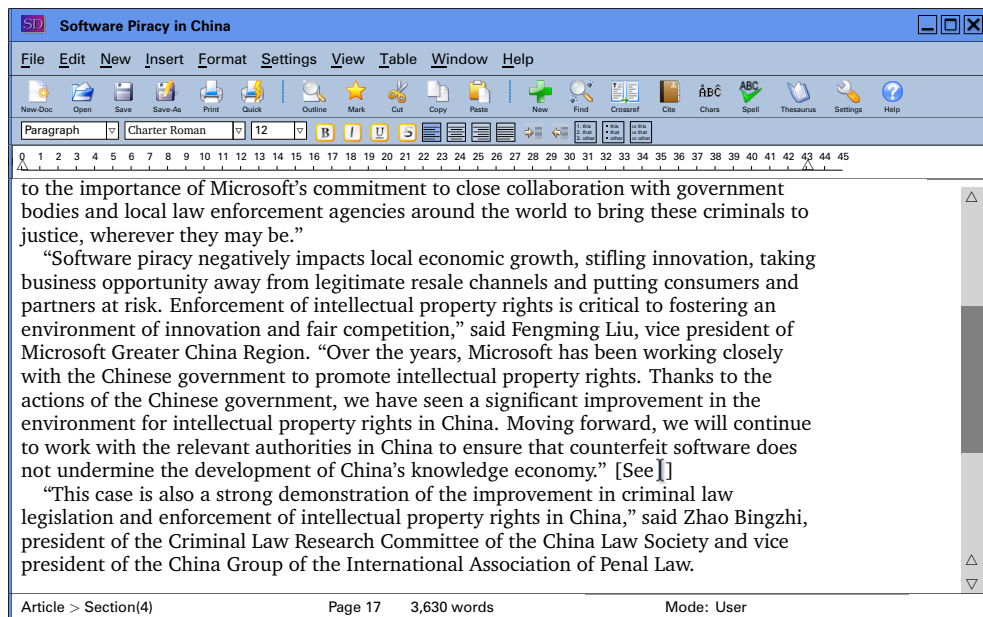 SD Software Piracy in China
File Edit New Insert Format Settings View Table Window Help
New-Doc Open Save Save-As Print Quick Outline Mark Cut Copy Paste New Find Crossref Cite Chars Spell Thesaurus Settings Help
ÂBĈ ABC
Paragraph Charter Roman 12 B I U S 1. this 2. that 3. other • this • that • other
0 1 2 3 4 5 6 7 8 9 10 11 12 13 14 15 16 17 18 19 20 21 22 23 24 25 26 27 28 29 30 31 32 33 34 35 36 37 38 39 40 41 42 43 44 45
to the importance of Microsoft’s commitment to close collaboration with government
bodies and local law enforcement agencies around the world to bring these criminals to
justice, wherever they may be.”
“Software piracy negatively impacts local economic growth, stifling innovation, taking
business opportunity away from legitimate resale channels and putting consumers and
partners at risk. Enforcement of intellectual property rights is critical to fostering an
environment of innovation and fair competition,” said Fengming Liu, vice president of
Microsoft Greater China Region. “Over the years, Microsoft has been working closely
with the Chinese government to promote intellectual property rights. Thanks to the
actions of the Chinese government, we have seen a significant improvement in the
environment for intellectual property rights in China. Moving forward, we will continue
to work with the relevant authorities in China to ensure that counterfeit software does
not undermine the development of China’s knowledge economy.” [See ]
“This case is also a strong demonstration of the improvement in criminal law
legislation and enforcement of intellectual property rights in China,” said Zhao Bingzhi,
president of the Criminal Law Research Committee of the China Law Society and vice
president of the China Group of the International Association of Penal Law.
Article > Section(4) Page 17 3,630 words Mode: User